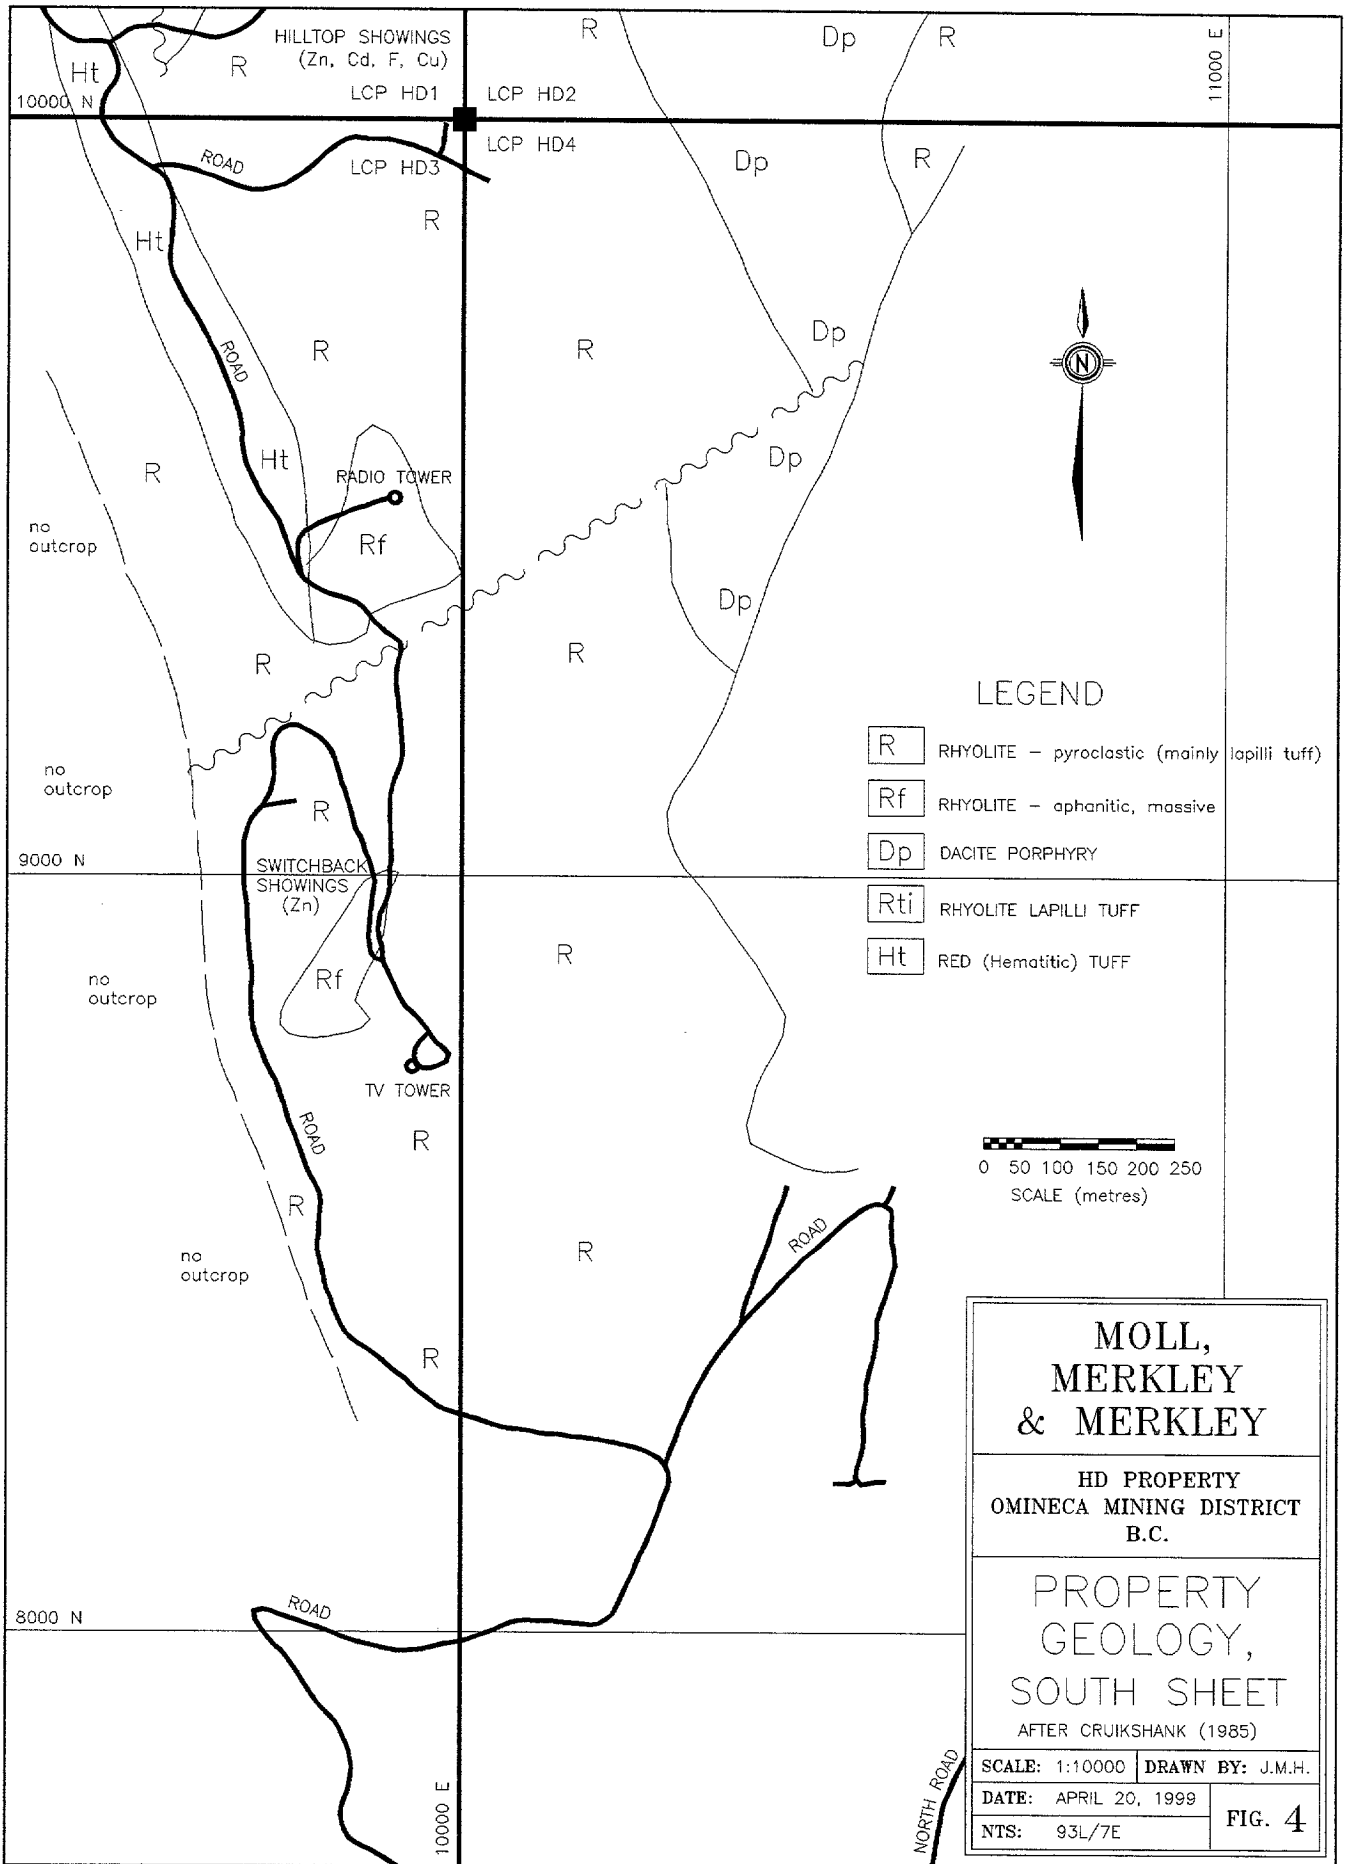 HILLTOP SHOWINGS
(Zn, Cd, F, Cu)
R
Dp
R
11000 E
Ht
R
10000 N
LCP HD1
LCP HD2
ROAD
LCP HD3
LCP HD4
Dp
R
R
Ht
ROAD
R
R
Dp
N
R
Ht
RADIO TOWER
Dp
no
outcrop
Rf
Dp
R
R
LEGEND
R RHYOLITE – pyroclastic (mainly lapilli tuff)
Rf RHYOLITE – aphanitic, massive
Dp DACITE PORPHYRY
Rti RHYOLITE LAPILLI TUFF
Ht RED (Hematitic) TUFF
no
outcrop
R
9000 N
SWITCHBACK
SHOWINGS
(Zn)
R
Rf
no
outcrop
TV TOWER
ROAD
R
0 50 100 150 200 250
SCALE (metres)
R
ROAD
R
no
outcrop
R
MOLL,
MERKLEY
& MERKLEY
HD PROPERTY
OMINECA MINING DISTRICT
B.C.
PROPERTY
GEOLOGY,
SOUTH SHEET
AFTER CRUIKSHANK (1985)
SCALE: 1:10000 DRAWN BY: J.M.H.
DATE: APRIL 20, 1999
NTS: 93L/7E
FIG. 4
8000 N
ROAD
10000 E
NORTH ROAD